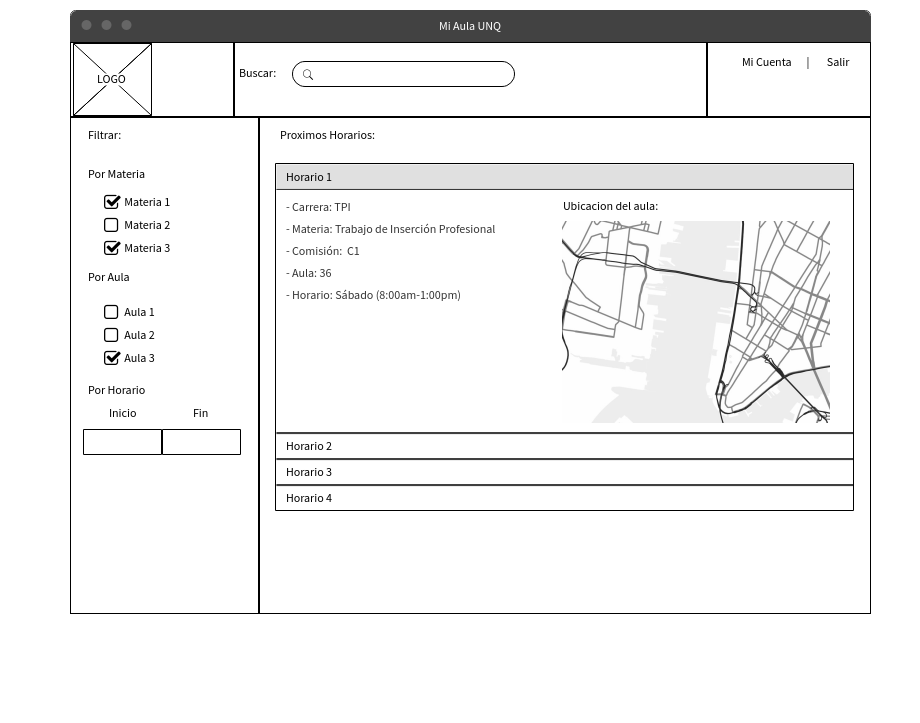 Mi Aula UNQ
LOGO
Buscar:
Mi Cuenta | Salir
Filtrar:
Por Materia
Materia 1
Materia 2
Materia 3
Por Aula
Aula 1
Aula 2
Aula 3
Por Horario
Inicio Fin
Proximos Horarios:
Horario 1
- Carrera: TPI
- Materia: Trabajo de Inserción Profesional
- Comisión: C1
- Aula: 36
- Horario: Sábado (8:00am-1:00pm)
Ubicacion del aula:
Horario 2
Horario 3
Horario 4